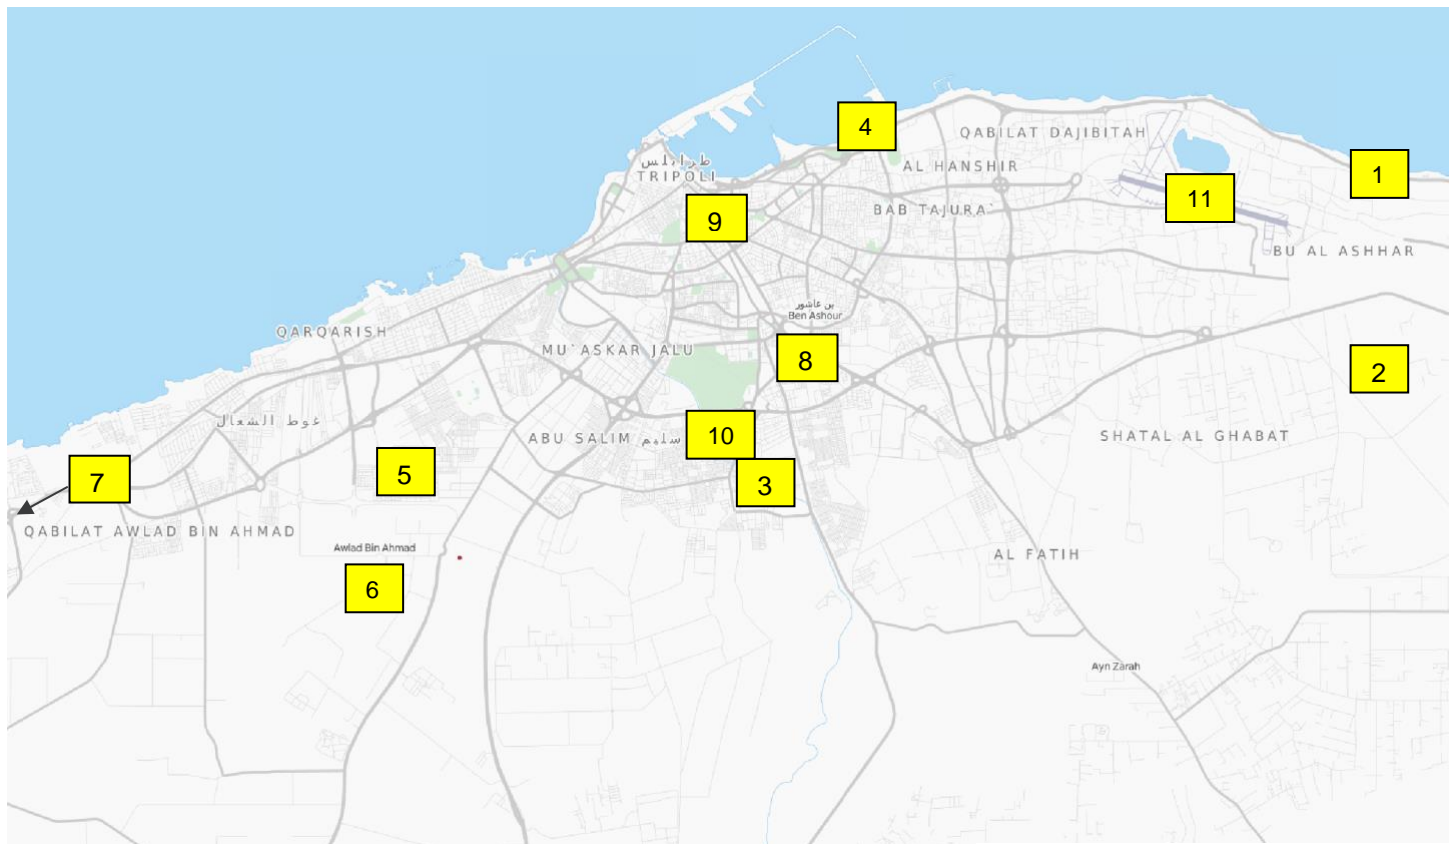 4
QABILAT DAJIBITAH
طرابلس
TRIPOLI
AL HANSHIR
1
11
9
BAB TAJURA`
BU AL ASHHAR
بن عاشور
Ben Ashour
QARQARISH
MU`ASKAR JALU
8
2
غوط الشعال
ABU SALIM سليم
10
SHATAL AL GHABAT
5
7
3
QABILAT AWLAD BIN AHMAD
Awlad Bin Ahmad
AL FATIH
6
Ayn Zarah